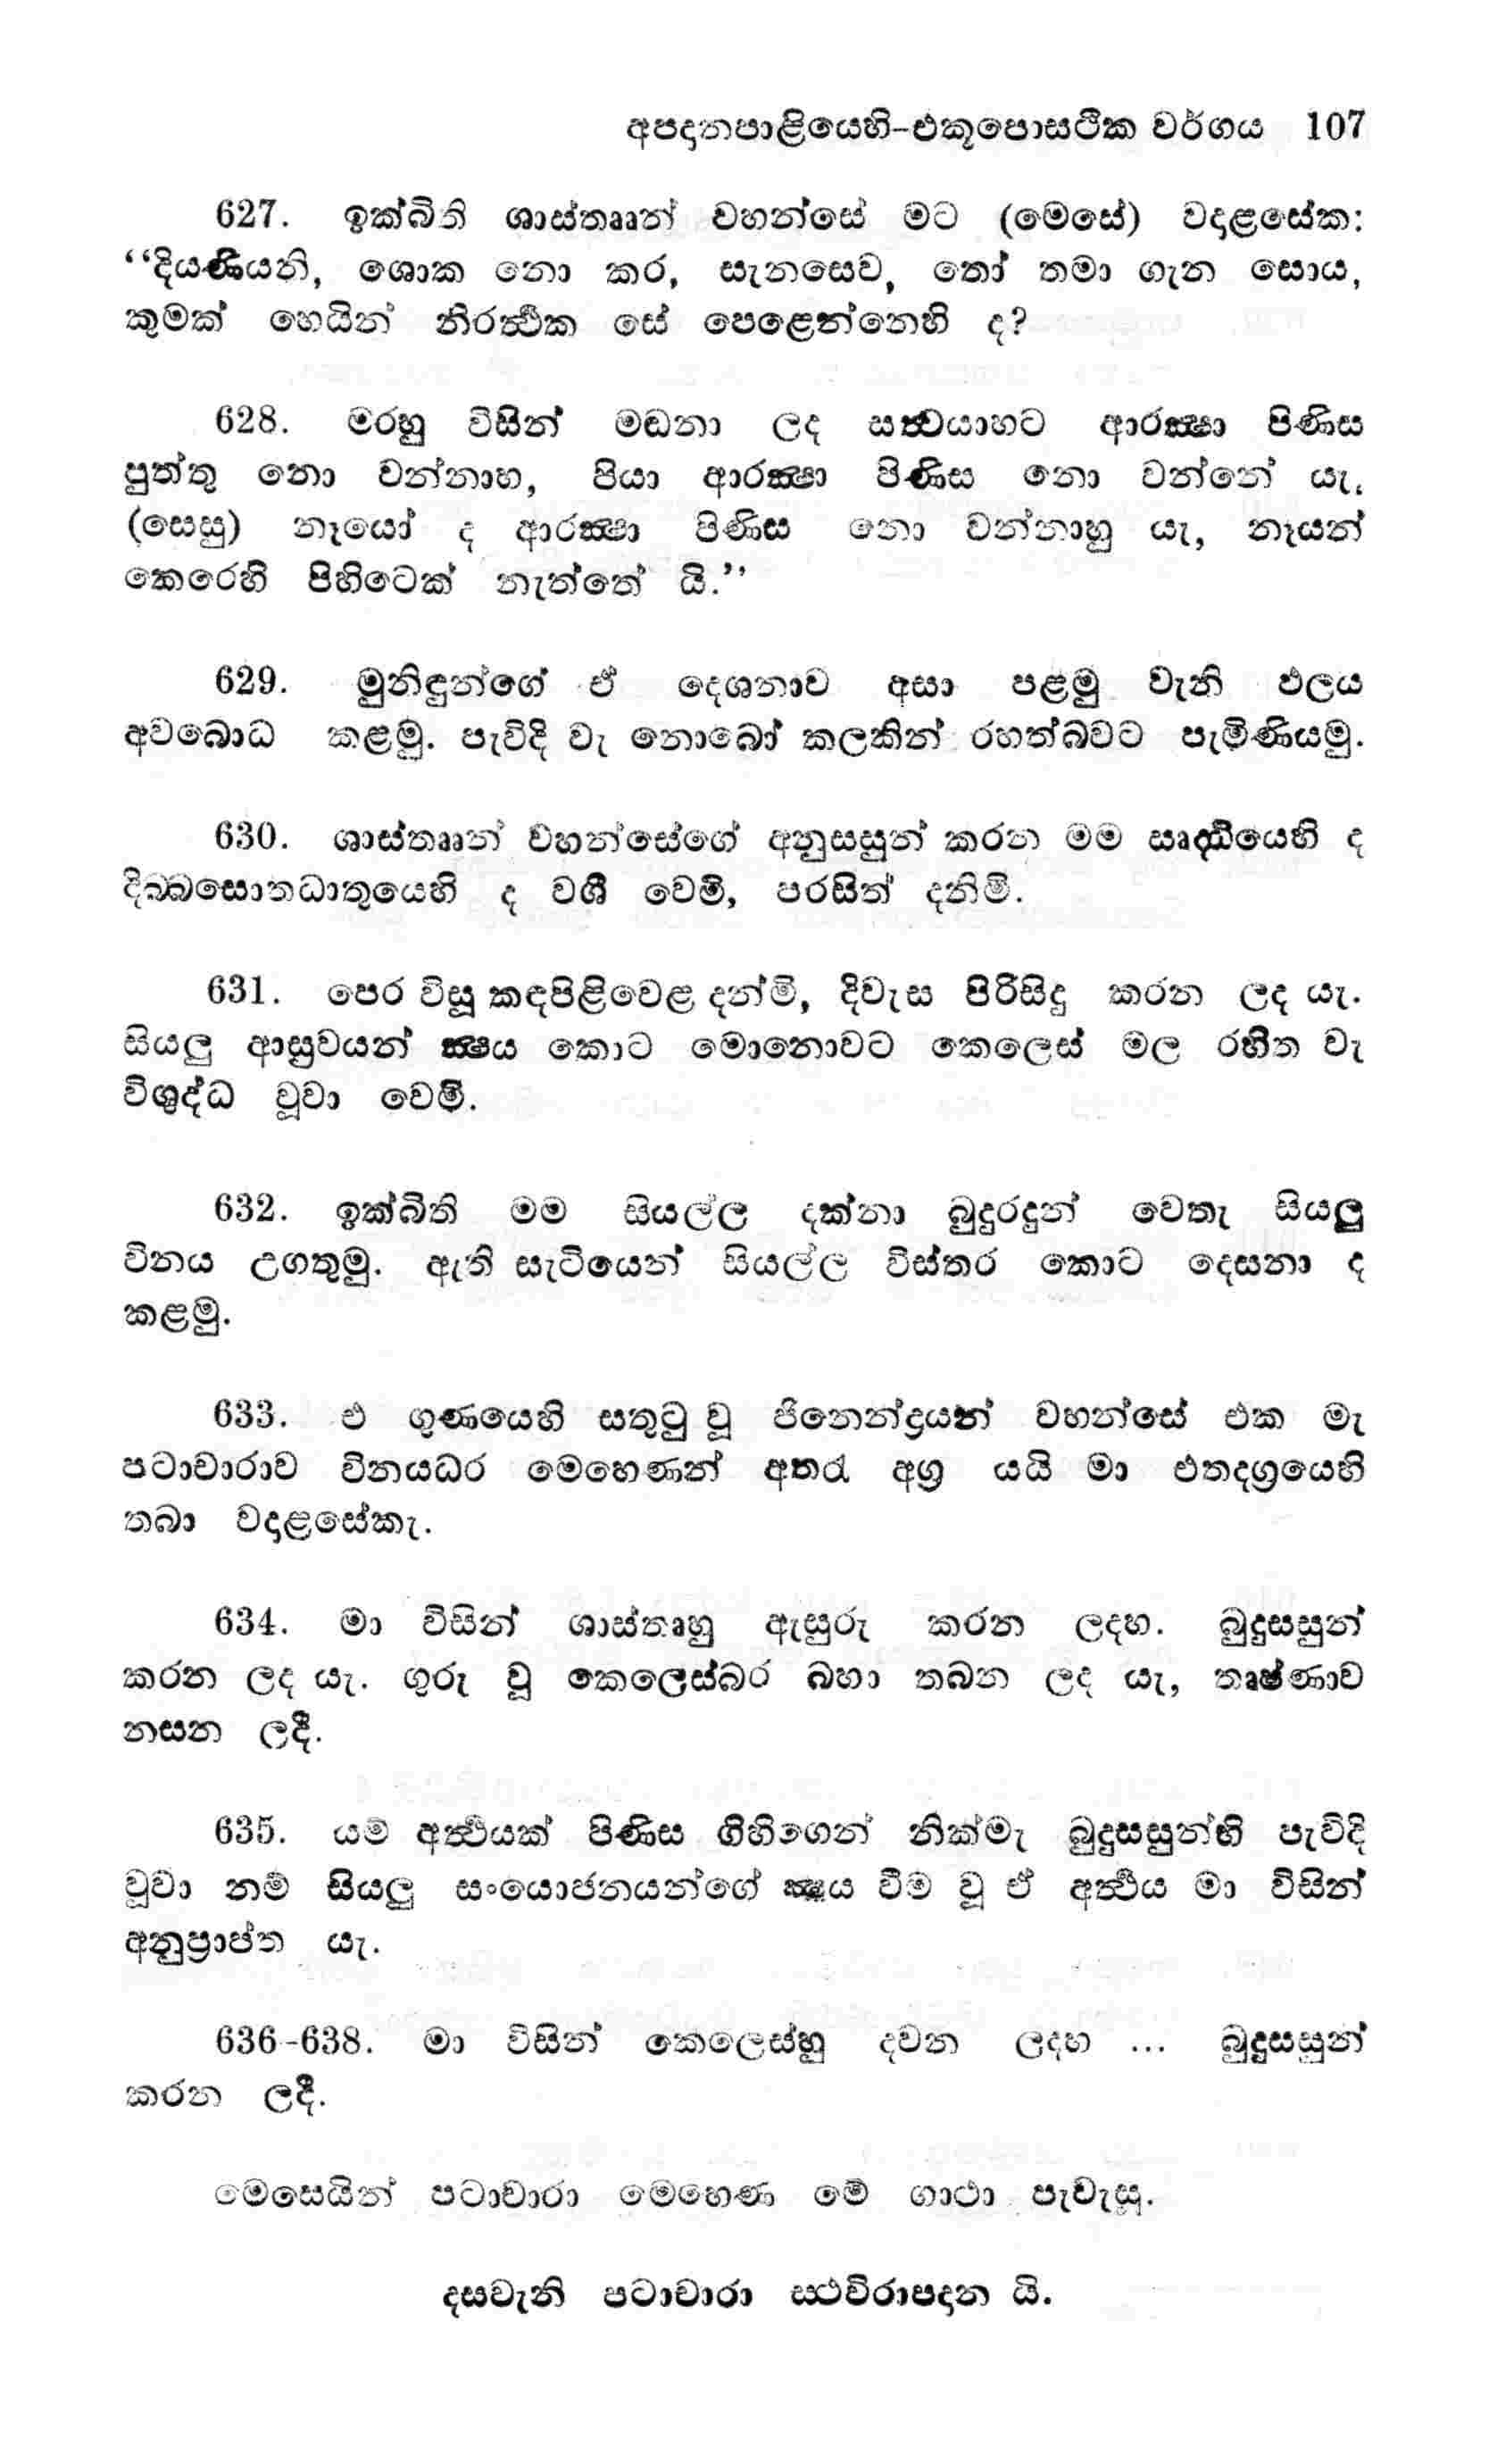 අපදානපාළියෙහි-එකූපොසථික වර්ගය 107
627. ඉක්බිති ශාස්තෲන් වහන්සේ මට (මෙසේ) වදාළසේක:
“දියණියනි, ශොක නො කර, සැනසෙව, තෝ තමා ගැන සොය,
කුමක් හෙයින් නිරර්‍ත්‍ථක සේ පෙළෙන්නෙහි ද?
628. මරහු විසින් මඬනා ලද සත්‍ත්‍වයාහට ආරක්‍ෂා පිණිස
පුත්තු නො වන්නාහ, පියා ආරක්‍ෂා පිණිස නො වන්නේ යැ,
(සෙසු) නෑයෝ ද ආරක්‍ෂා පිණිස නො වන්නාහු යැ, නෑයන්
කෙරෙහි පිහිටෙක් නැත්තේ යි.”
629. මුනිඳුන්ගේ ඒ දෙශනාව අසා පළමු වැනි ඵලය
අවබොධ කළමු. පැවිදි වැ නොබෝ කලකින් රහත්බවට පැමිණියමු.
630. ශාස්තෲන් වහන්සේගේ අනුසසුන් කරන මම ඍද්‍ධියෙහි ද
දිබ්බසොතධාතුයෙහි ද වශී වෙමි, පරසිත් දනිමි.
631. පෙර විසූ කඳපිළිවෙළ දන්මි, දිවැස පිරිසිදු කරන ලද යැ.
සියලු ආස්‍රවයන් ක්‍ෂය කොට මොනොවට කෙලෙස් මල රහිත වැ
විශුද්ධ වූවා වෙමි.
632. ඉක්බිති මම සියල්ල දක්නා බුදුරදුන් වෙතැ සියලු
විනය උගතුමු. ඇති සැටියෙන් සියල්ල විස්තර කොට දෙසනා ද
කළමු.
633. එ ගුණයෙහි සතුටු වූ ජිනෙන්ද්‍රයන් වහන්සේ එක මැ
පටාචාරාව විනයධර මෙහෙණන් අතරැ අග්‍ර යයි මා එතදග්‍රයෙහි
තබා වදාළසේකැ.
634. මා විසින් ශාස්තෘහු ඇසුරු කරන ලදහ. බුදුසසුන්
කරන ලද යැ. ගුරු වූ කෙලෙස්බර බහා තබන ලද යැ, තෘෂ්ණාව
නසන ලදී.
635. යම් අර්‍ත්‍ථයක් පිණිස ගිහිගෙන් නික්මැ බුදුසසුන්හි පැවිදි
වූවා නම් සියලු සංයොජනයන්ගේ ක්‍ෂය වීම වූ ඒ අර්‍ත්‍ථය මා විසින්
අනුප්‍රාප්ත යැ.
636-638. මා විසින් කෙලෙස්හු දවන ලදහ ... බුදුසසුන්
කරන ලදී.
මෙසෙයින් පටාචාරා මෙහෙණ මේ ගාථා පැවැසූ.
දසවැනි පටාචාරා ස්‍ථවිරාපදාන යි.